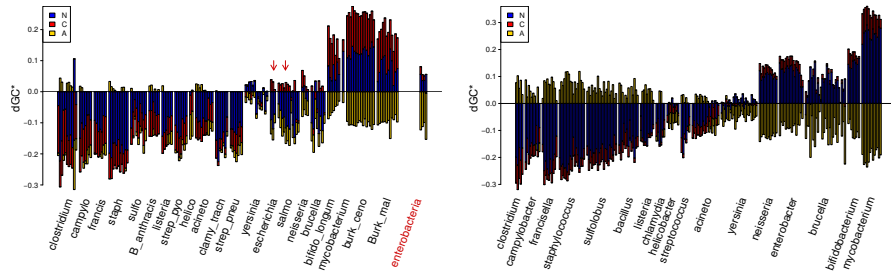 N
C
A
dGC*
0.2
0.1
0.0
−0.1
−0.2
−0.3
clostridium
campylo
francis
staph
sulfo
B_anthracis
listeria
strep_pyo
helico
acineto
clamy_trach
strep_pneu
yersinia
escherichia
salmo
neisseria
brucella
bifido_longum
mycobacterium
burk_ceno
Burk_mal
enterobacteria
N
C
A
dGC*
0.3
0.2
0.1
0.0
−0.1
−0.2
−0.3
clostridium
campylobacter
francisella
staphylococcus
sulfolobus
bacillus
listeria
chlamydia
helicobacter
streptococcus
acineto
yersinia
neisseria
enterobacter
brucella
bifidobacterium
mycobacterium